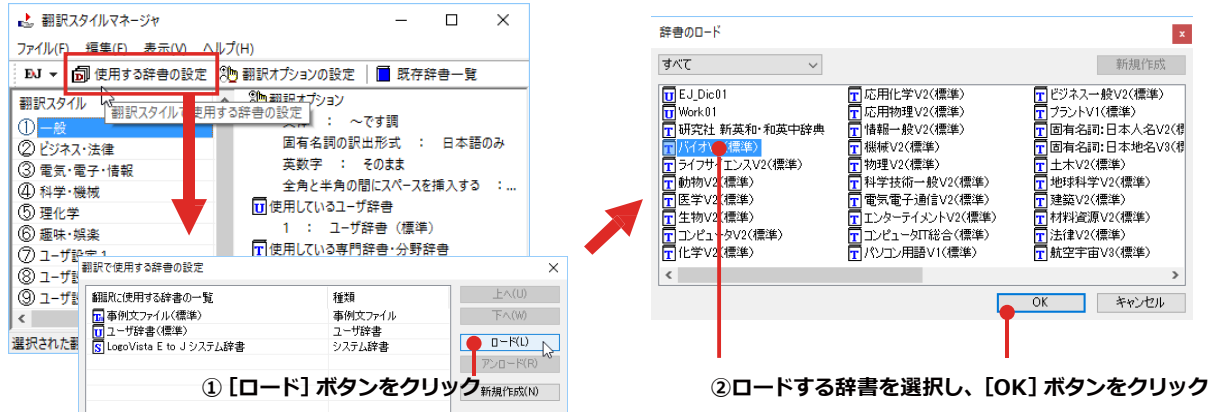 翻訳スタイルマネージャ
ファイル(F) 編集(E) 表示(V) ヘルプ(H)
EJ 使用する辞書の設定 翻訳オプションの設定 既存辞書一覧
翻訳スタイル
翻訳スタイルで使用する辞書の設定
① 一般
② ビジネス・法律
③ 電気・電子・情報
④ 科学・機械
⑤ 理化学
⑥ 趣味・娯楽
⑦ ユーザ設定 1
⑧ ユーザ
⑨ ユーザ
選択された翻
翻訳オプション
： ～です調
固有名詞の訳出形式 ： 日本語のみ
英数字 ： そのまま
全角と半角の間にスペースを挿入する ：...
使用しているユーザ辞書
1 ： ユーザ辞書（標準）
使用している専門辞書・分野辞書
翻訳で使用する辞書の設定
翻訳に使用する辞書の一覧 種類
事例文ファイル(標準) 事例文ファイル
ユーザ辞書(標準) ユーザ辞書
LogoVista E to J システム辞書 システム辞書
上へ(U)
下へ(W)
ロード(L)
アンロード(R)
新規作成(N)
①［ロード］ボタンをクリック
辞書のロード
すべて
新規作成
EJ_Dic01
Work01
研究社 新英和・和英中辞典
バイオV2(標準)
ライフサイエンスV2(標準)
動物V2(標準)
医学V2(標準)
生物V2(標準)
コンピュータV2(標準)
化学V2(標準)
応用化学V2(標準)
応用物理V2(標準)
情報一般V2(標準)
機械V2(標準)
物理V2(標準)
科学技術一般V2(標準)
電気電子通信V2(標準)
エンターテイメントV2(標準)
コンピュータIT総合(標準)
パソコン用語V1(標準)
ビジネス一般V2(標準)
プラントV1(標準)
固有名詞:日本人名V2(標
固有名詞:日本地名V3(標
土木V2(標準)
地球科学V2(標準)
建築V2(標準)
材料資源V2(標準)
法律V2(標準)
航空宇宙V3(標準)
OK
キャンセル
②ロードする辞書を選択し、［OK］ボタンをクリック